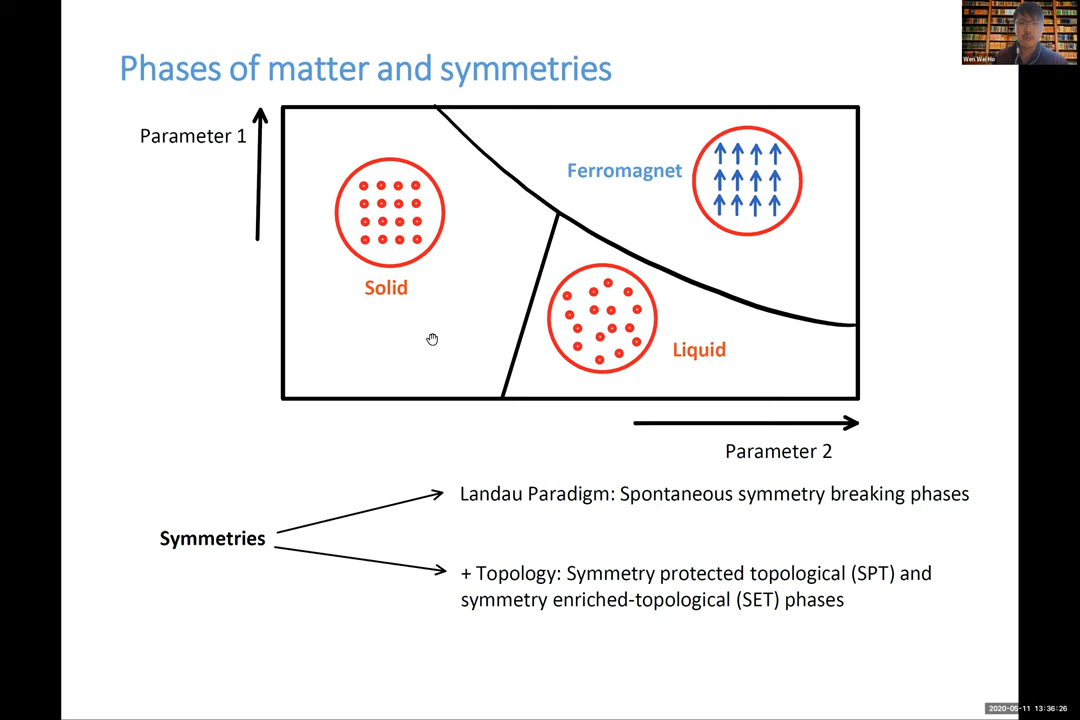 Wen Wei Ho
Phases of matter and symmetries
Parameter 1
Ferromagnet
Solid
Liquid
Parameter 2
Landau Paradigm: Spontaneous symmetry breaking phases
Symmetries
+ Topology: Symmetry protected topological (SPT) and
symmetry enriched-topological (SET) phases
2020-05-11 13:36:26